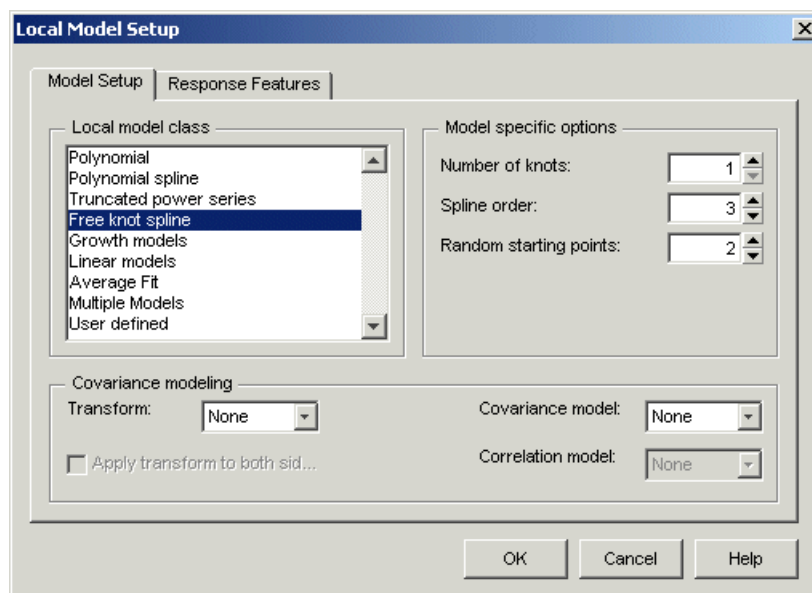 Local Model Setup
Model Setup
Response Features
Local model class
Polynomial
Polynomial spline
Truncated power series
Free knot spline
Growth models
Linear models
Average Fit
Multiple Models
User defined
Model specific options
Number of knots: 1
Spline order: 3
Random starting points: 2
Covariance modeling
Transform: None
Apply transform to both sid...
Covariance model: None
Correlation model: None
OK
Cancel
Help